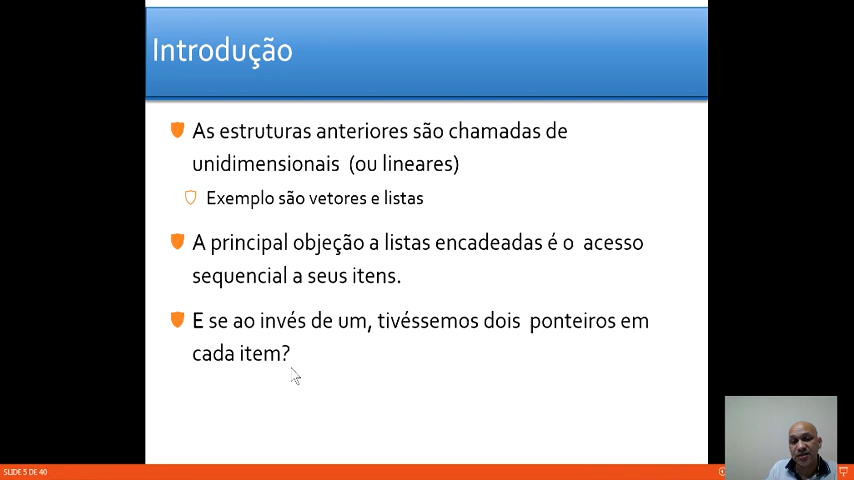 Introdução
As estruturas anteriores são chamadas de
unidimensionais (ou lineares)
Exemplo são vetores e listas
A principal objeção a listas encadeadas é o acesso
sequencial a seus itens.
E se ao invés de um, tivéssemos dois ponteiros em
cada item?
SLIDE 5 DE 40